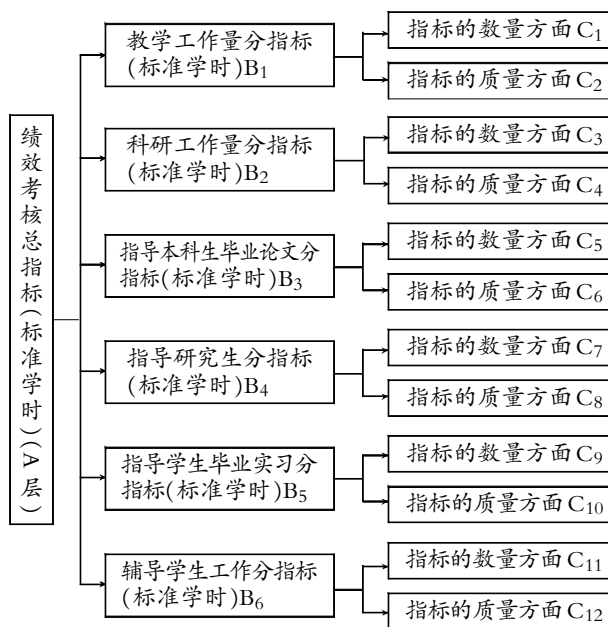 绩效考核总指标(标准学时)(A层)
教学工作量分指标
(标准学时)B₁
指标的数量方面C₁
指标的质量方面C₂
科研工作量分指标
(标准学时)B₂
指标的数量方面C₃
指标的质量方面C₄
指导本科生毕业论文分
指标(标准学时)B₃
指标的数量方面C₅
指标的质量方面C₆
指导研究生分指标
(标准学时)B₄
指标的数量方面C₇
指标的质量方面C₈
指导学生毕业实习分
指标(标准学时)B₅
指标的数量方面C₉
指标的质量方面C₁₀
辅导学生工作分指标
(标准学时)B₆
指标的数量方面C₁₁
指标的质量方面C₁₂